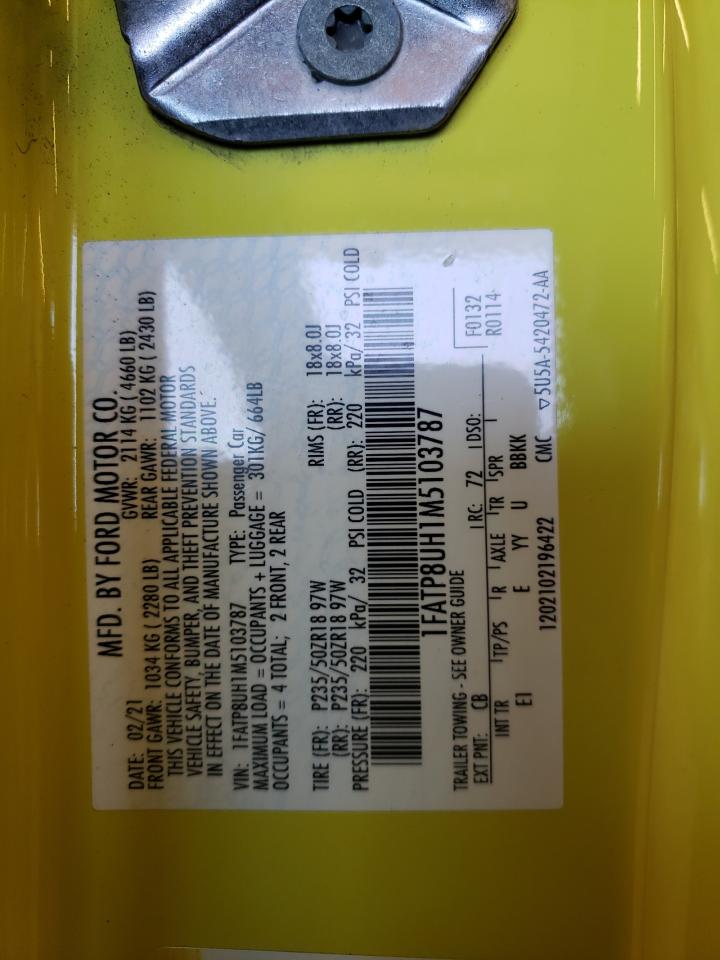 MFD. BY FORD MOTOR CO.
DATE: 02/21 GVWR: 2114 KG ( 4660 LB)
FRONT GAWR: 1034 KG ( 2280 LB) REAR GAWR: 1102 KG ( 2430 LB)
THIS VEHICLE CONFORMS TO ALL APPLICABLE FEDERAL MOTOR
VEHICLE SAFETY, BUMPER, AND THEFT PREVENTION STANDARDS
IN EFFECT ON THE DATE OF MANUFACTURE SHOWN ABOVE.
VIN: 1FATP8UH1M5103787 TYPE: Passenger Car
MAXIMUM LOAD = OCCUPANTS + LUGGAGE = 301KG/ 664LB
OCCUPANTS = 4 TOTAL; 2 FRONT, 2 REAR
TIRE (FR): P235/50ZR18 97W RIMS (FR): 18x8.0J
(RR): P235/50ZR18 97W (RR): 18x8.0J
PRESSURE (FR): 220 kPa/ 32 PSI COLD (RR): 220 kPa/ 32 PSI COLD
1FATP8UH1M5103787
TRAILER TOWING - SEE OWNER GUIDE F0132
EXT PNT: CB RC: 72 DSO: R0114
INT TR TP/PS R AXLE TR SPR
E1 E YY U BBKK
1202102196422 CMC ▽5U5A-5420472-AA